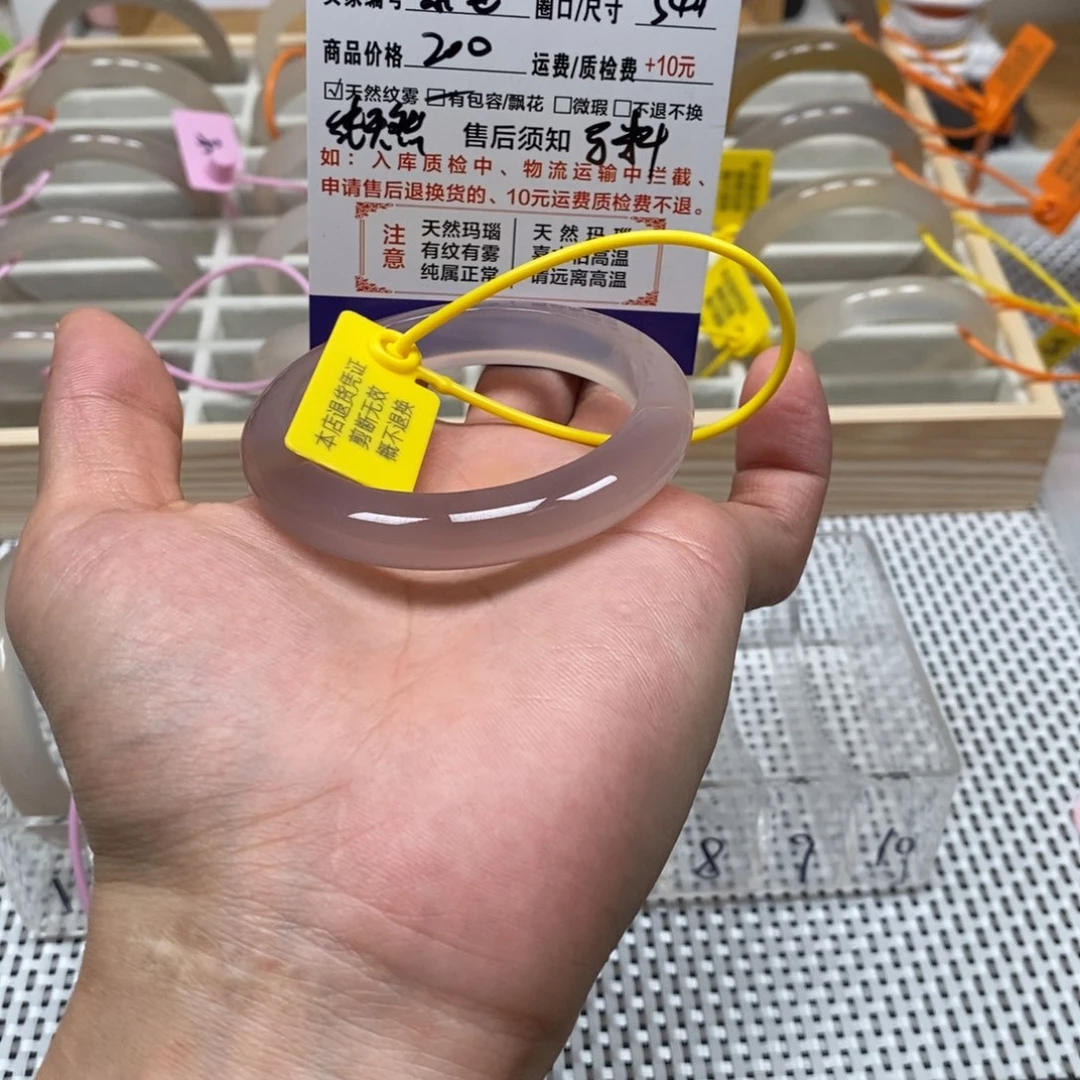 圈口/尺寸
商品价格 200 运费/质检费 +10元
☑天然纹雾 ☐有包容/飘花 ☐微瑕 ☐不退不换
纯天然 售后须知
如：入库质检中、物流运输中拦截、
申请售后退换货的、10元运费质检费不退。
注意
天然玛瑙
有纹有雾
纯属正常
天然玛瑙
请远离高温
本店退货凭证
剪断无效
概不退换
8
10